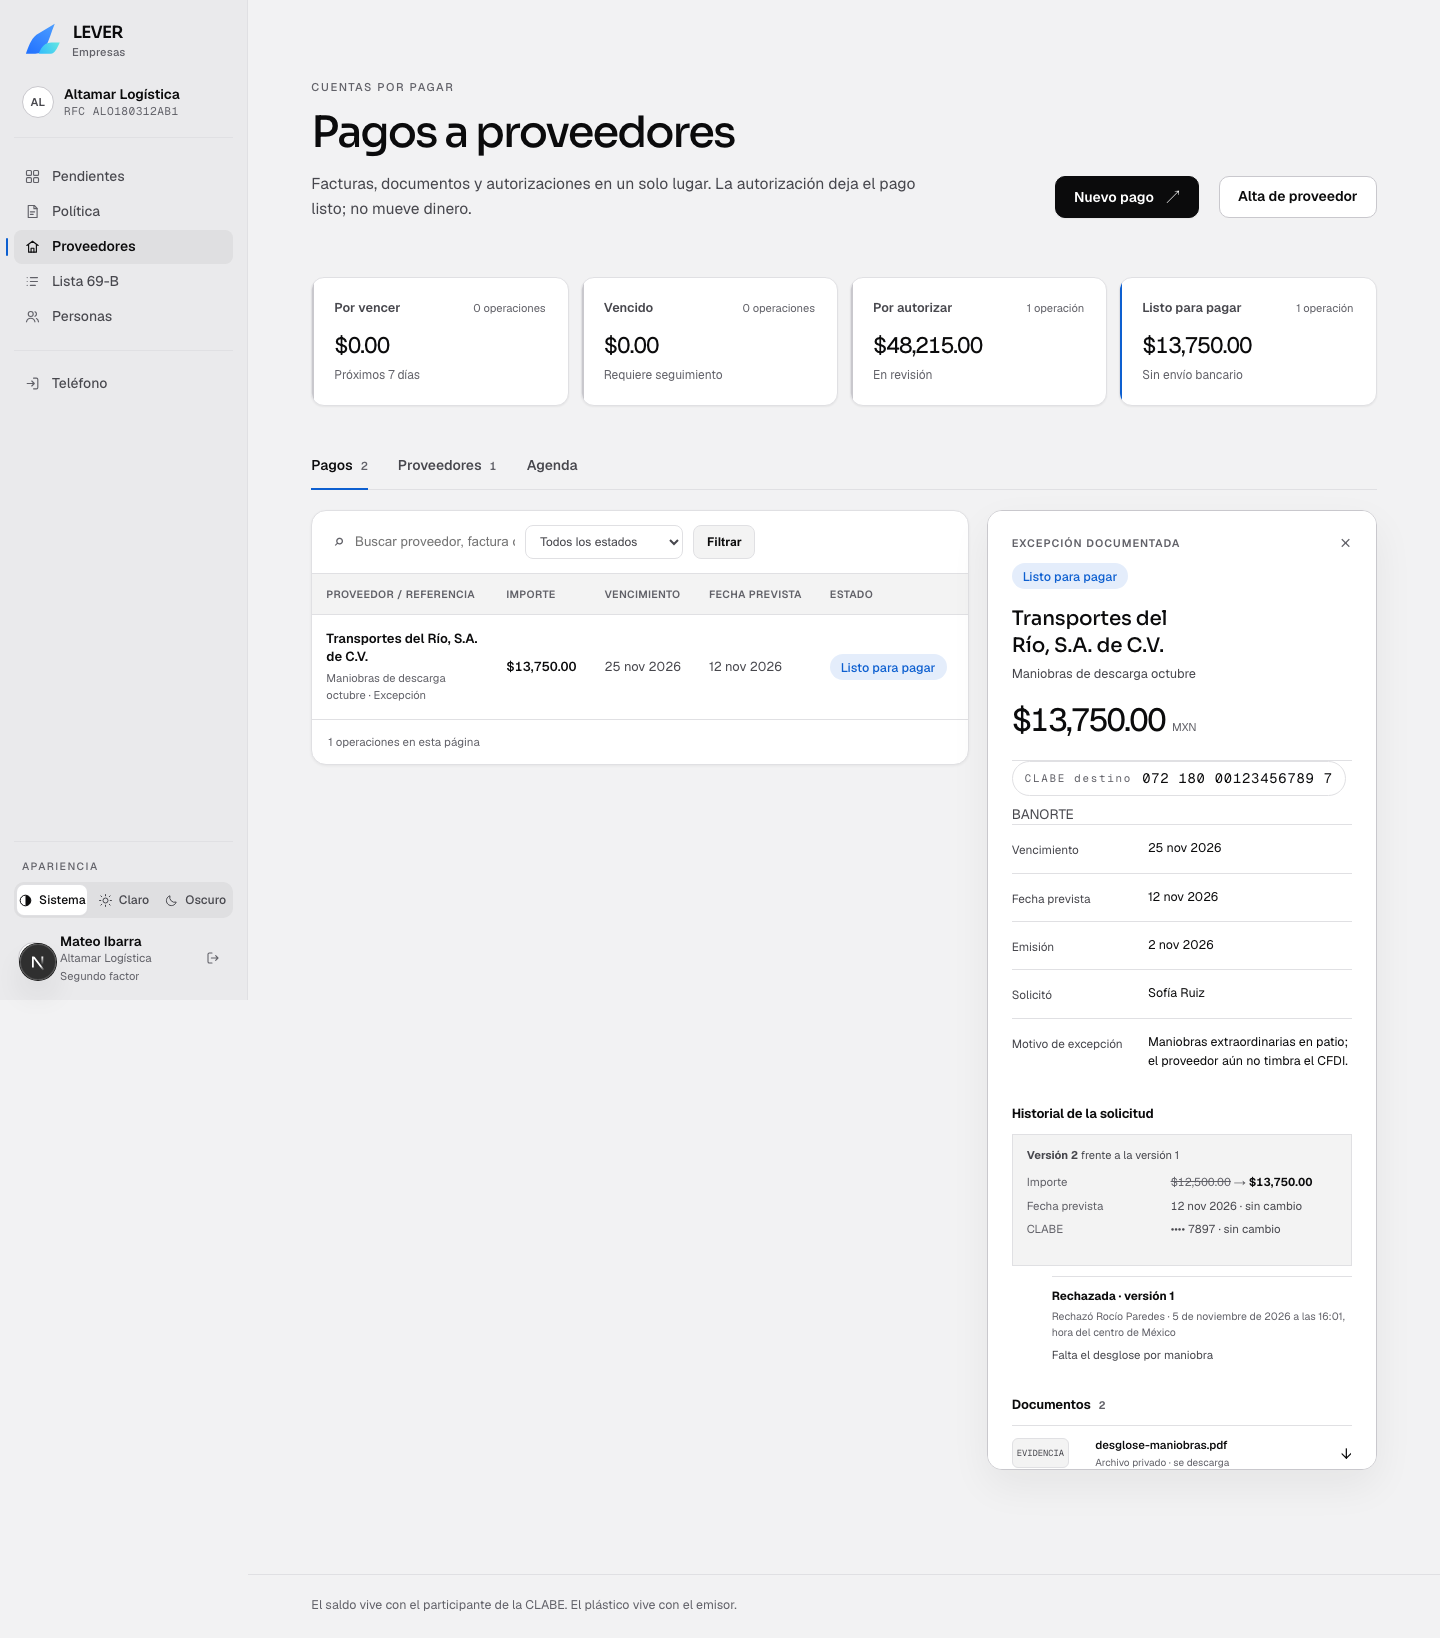 LEVER
Empresas
AL
Altamar Logística
RFC ALO180312AB1
Pendientes
Política
Proveedores
Lista 69-B
Personas
Teléfono
APARIENCIA
Sistema
Claro
Oscuro
N
Mateo Ibarra
Altamar Logística
Segundo factor
CUENTAS POR PAGAR
Pagos a proveedores
Facturas, documentos y autorizaciones en un solo lugar. La autorización deja el pago
listo; no mueve dinero.
Nuevo pago
Alta de proveedor
Por vencer 0 operaciones
$0.00
Próximos 7 días
Vencido 0 operaciones
$0.00
Requiere seguimiento
Por autorizar 1 operación
$48,215.00
En revisión
Listo para pagar 1 operación
$13,750.00
Sin envío bancario
Pagos 2 Proveedores 1 Agenda
Buscar proveedor, factura
Todos los estados
Filtrar
PROVEEDOR / REFERENCIA IMPORTE VENCIMIENTO FECHA PREVISTA ESTADO
Transportes del Río, S.A.
de C.V.
Maniobras de descarga
octubre · Excepción
$13,750.00 25 nov 2026 12 nov 2026 Listo para pagar
1 operaciones en esta página
EXCEPCIÓN DOCUMENTADA
Listo para pagar
Transportes del
Río, S.A. de C.V.
Maniobras de descarga octubre
$13,750.00 MXN
CLABE destino 072 180 00123456789 7
BANORTE
Vencimiento 25 nov 2026
Fecha prevista 12 nov 2026
Emisión 2 nov 2026
Solicitó Sofía Ruiz
Motivo de excepción Maniobras extraordinarias en patio;
el proveedor aún no timbra el CFDI.
Historial de la solicitud
Versión 2 frente a la versión 1
Importe $12,500.00 → $13,750.00
Fecha prevista 12 nov 2026 · sin cambio
CLABE •••• 7897 · sin cambio
Rechazada · versión 1
Rechazó Rocío Paredes · 5 de noviembre de 2026 a las 16:01,
hora del centro de México
Falta el desglose por maniobra
Documentos 2
EVIDENCIA
desglose-maniobras.pdf
Archivo privado · se descarga
El saldo vive con el participante de la CLABE. El plástico vive con el emisor.